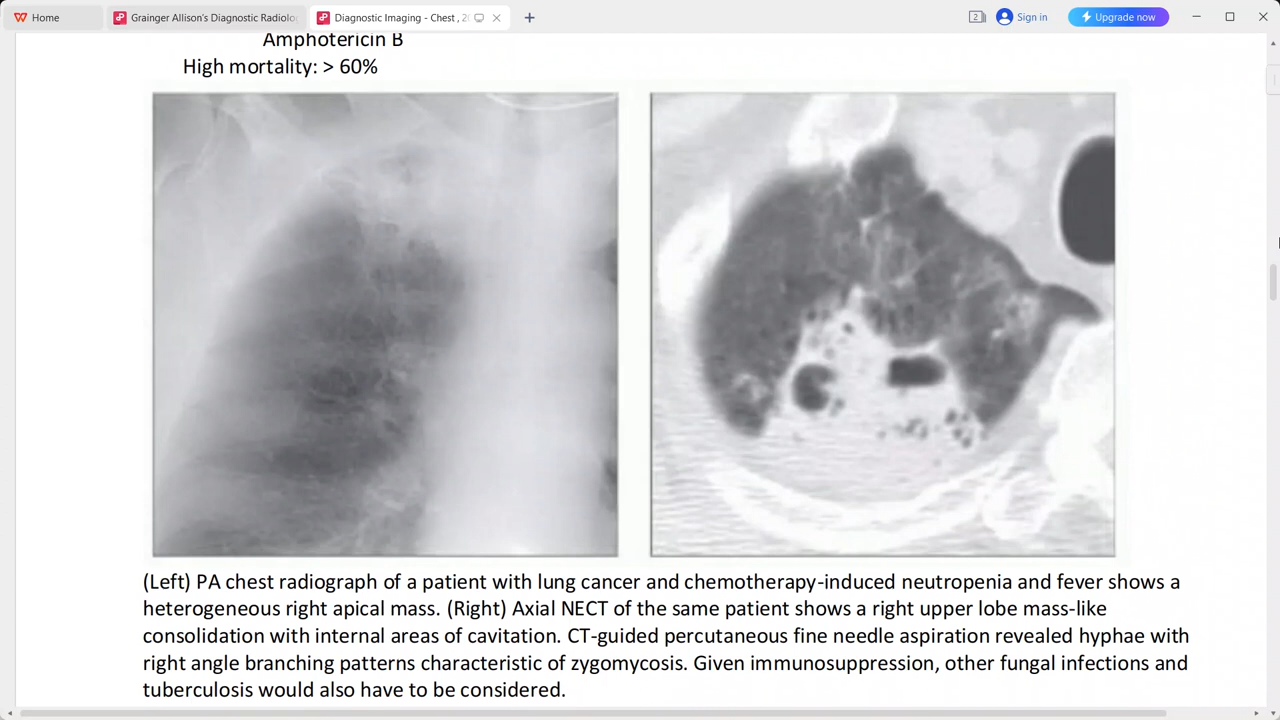 Home
Grainger Allison's Diagnostic Radiolo
Diagnostic Imaging - Chest , 20
2
Sign in
Upgrade now
Amphotericin B
High mortality: > 60%
(Left) PA chest radiograph of a patient with lung cancer and chemotherapy-induced neutropenia and fever shows a
heterogeneous right apical mass. (Right) Axial NECT of the same patient shows a right upper lobe mass-like
consolidation with internal areas of cavitation. CT-guided percutaneous fine needle aspiration revealed hyphae with
right angle branching patterns characteristic of zygomycosis. Given immunosuppression, other fungal infections and
tuberculosis would also have to be considered.